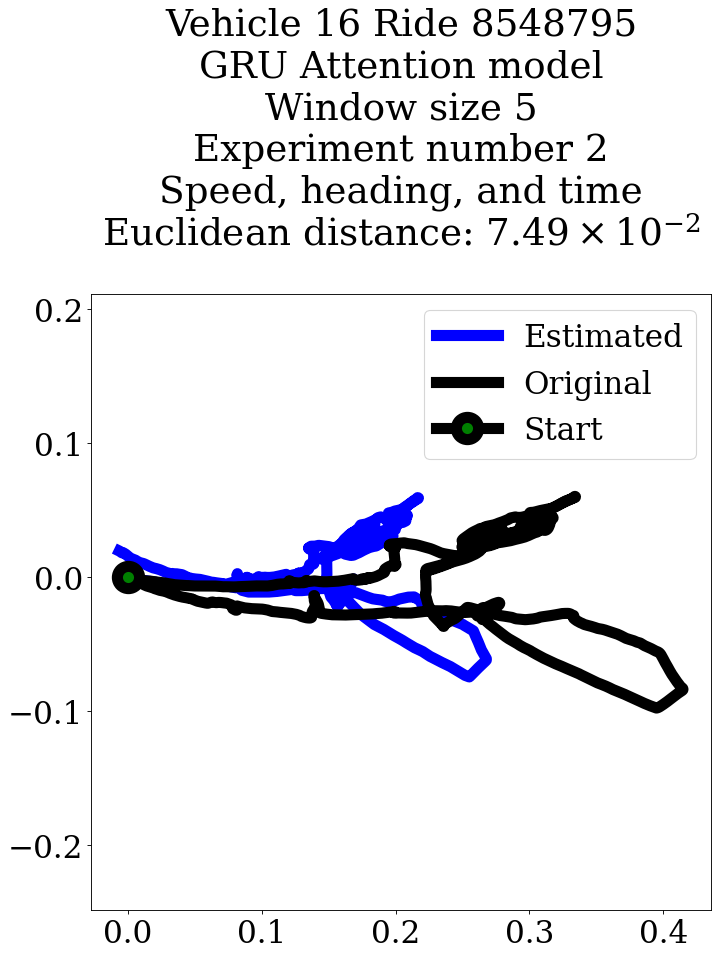 Vehicle 16 Ride 8548795
GRU Attention model
Window size 5
Experiment number 2
Speed, heading, and time
Euclidean distance: 7.49 × 10⁻²
0.2
0.1
0.0
−0.1
−0.2
Estimated
Original
Start
0.0 0.1 0.2 0.3 0.4